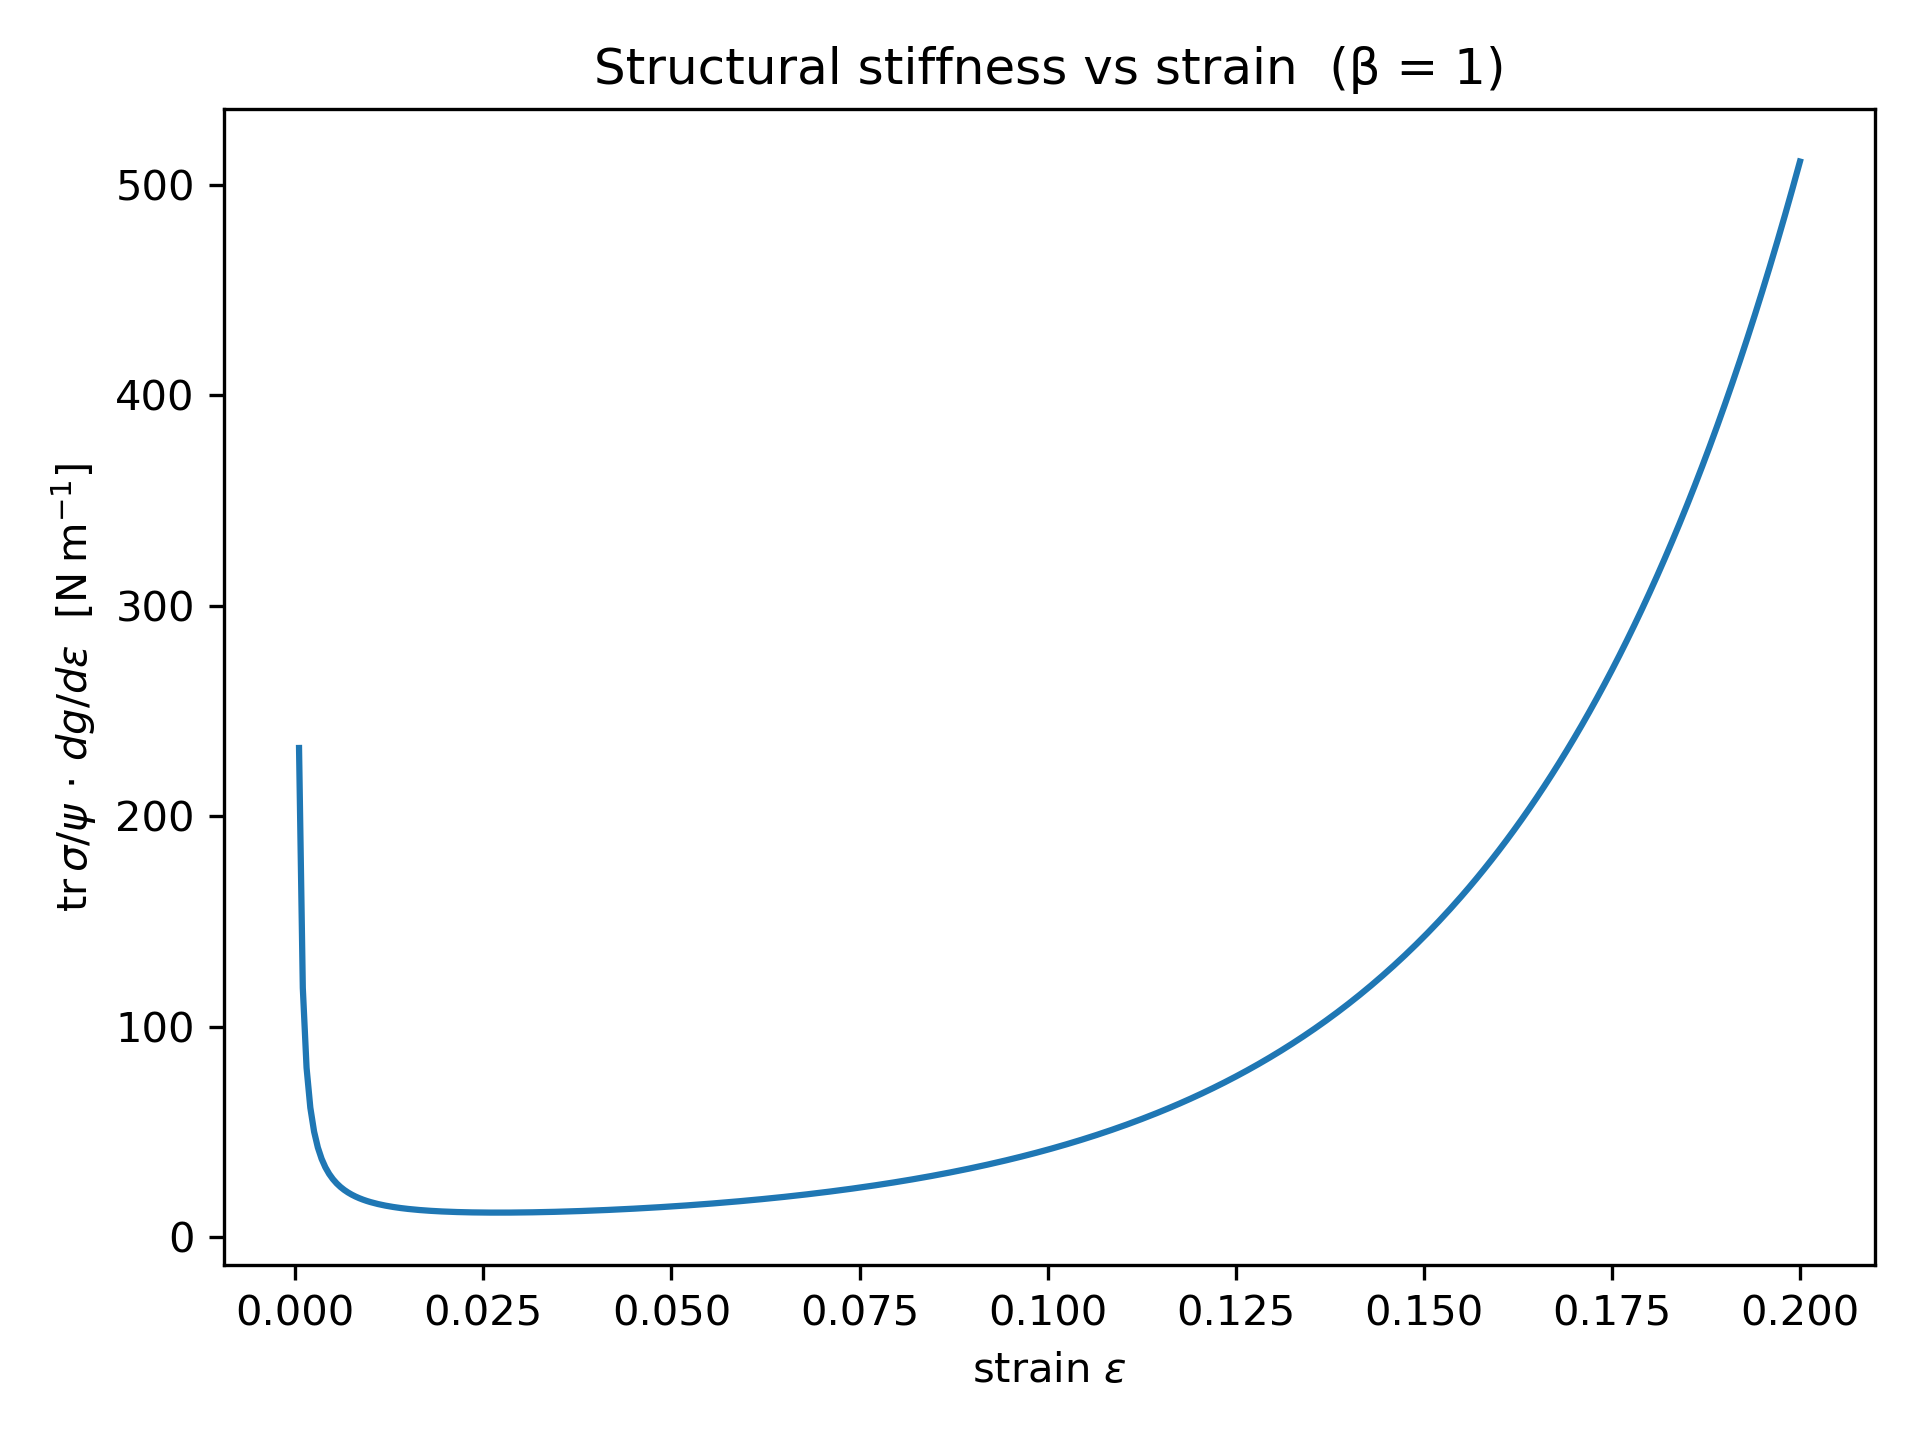 Structural stiffness vs strain (β = 1)
tr σ/ψ · dg/dε [N m⁻¹]
500
400
300
200
100
0
0.000 0.025 0.050 0.075 0.100 0.125 0.150 0.175 0.200
strain ε